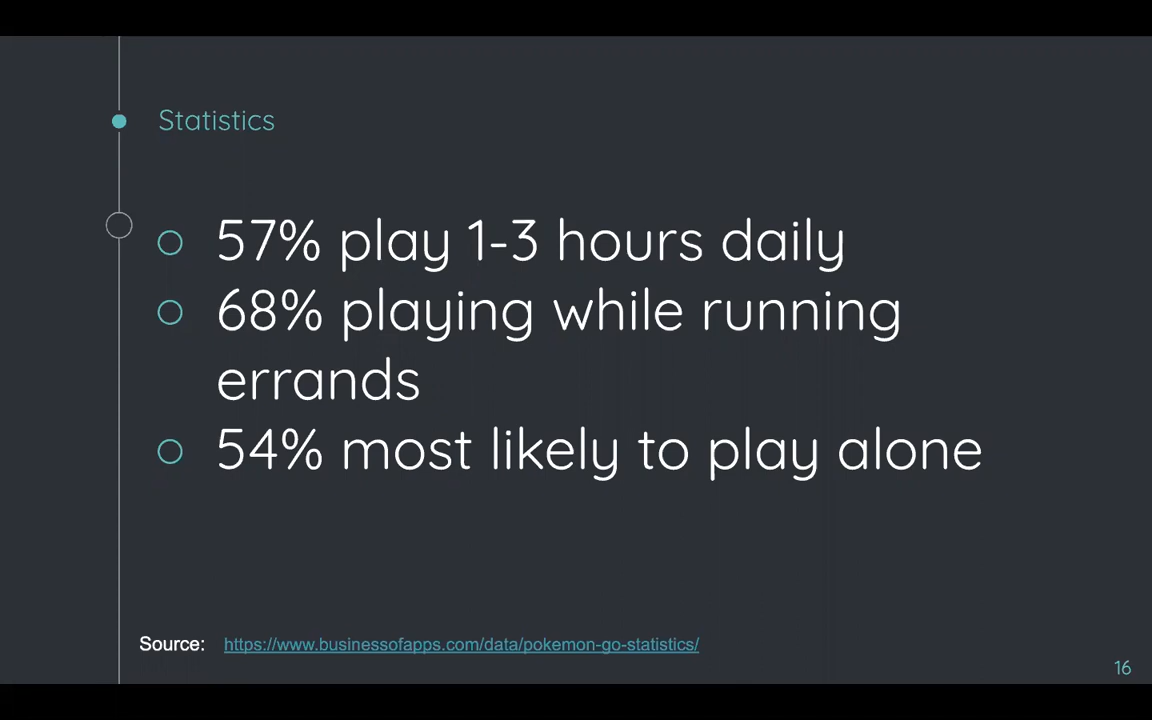 Statistics
57% play 1-3 hours daily
68% playing while running
errands
54% most likely to play alone
Source: https://www.businessofapps.com/data/pokemon-go-statistics/
16